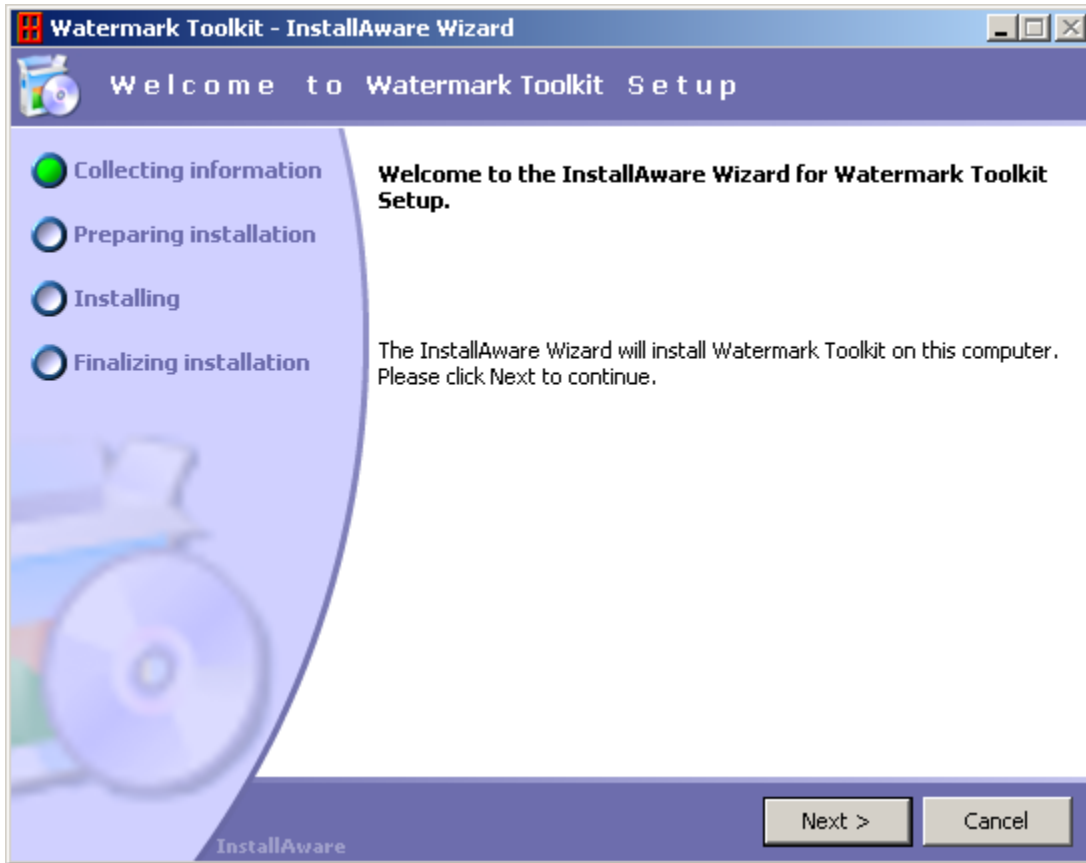 Watermark Toolkit - InstallAware Wizard
Welcome to Watermark Toolkit Setup
Collecting information
Preparing installation
Installing
Finalizing installation
Welcome to the InstallAware Wizard for Watermark Toolkit
Setup.
The InstallAware Wizard will install Watermark Toolkit on this computer.
Please click Next to continue.
InstallAware
Next >
Cancel